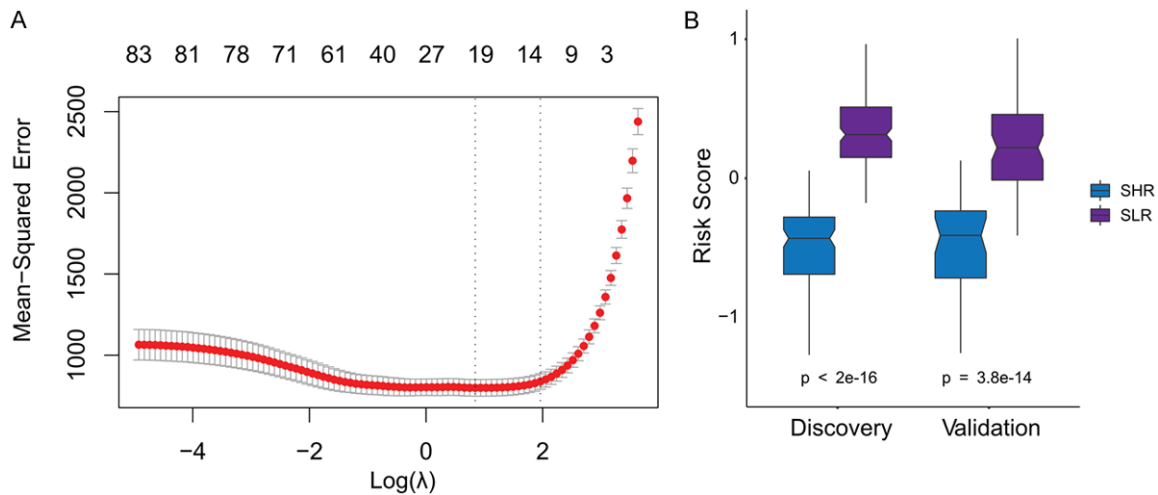 A
83 81 78 71 61 40 27 19 14 9 3
Mean-Squared Error
2500
2000
1500
1000
−4 −2 0 2
Log(λ)
B
Risk Score
1
0
−1
p < 2e-16 p = 3.8e-14
Discovery Validation
SHR
SLR